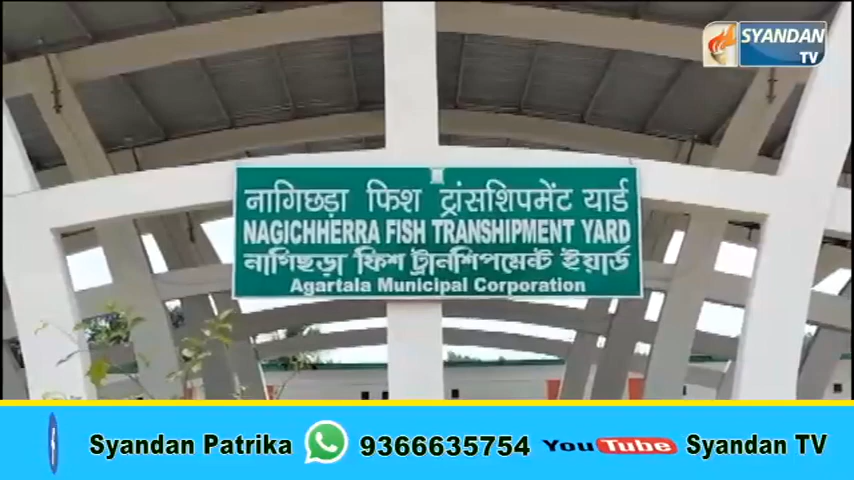 SYANDAN
TV
नागिछड़ा फिश ट्रांसशिपमेंट यार्ड
NAGICHHERRA FISH TRANSHIPMENT YARD
নাগিছড়া ফিশ ট্রান্সশিপমেন্ট ইয়ার্ড
Agartala Municipal Corporation
Syandan Patrika 9366635754 YouTube Syandan TV